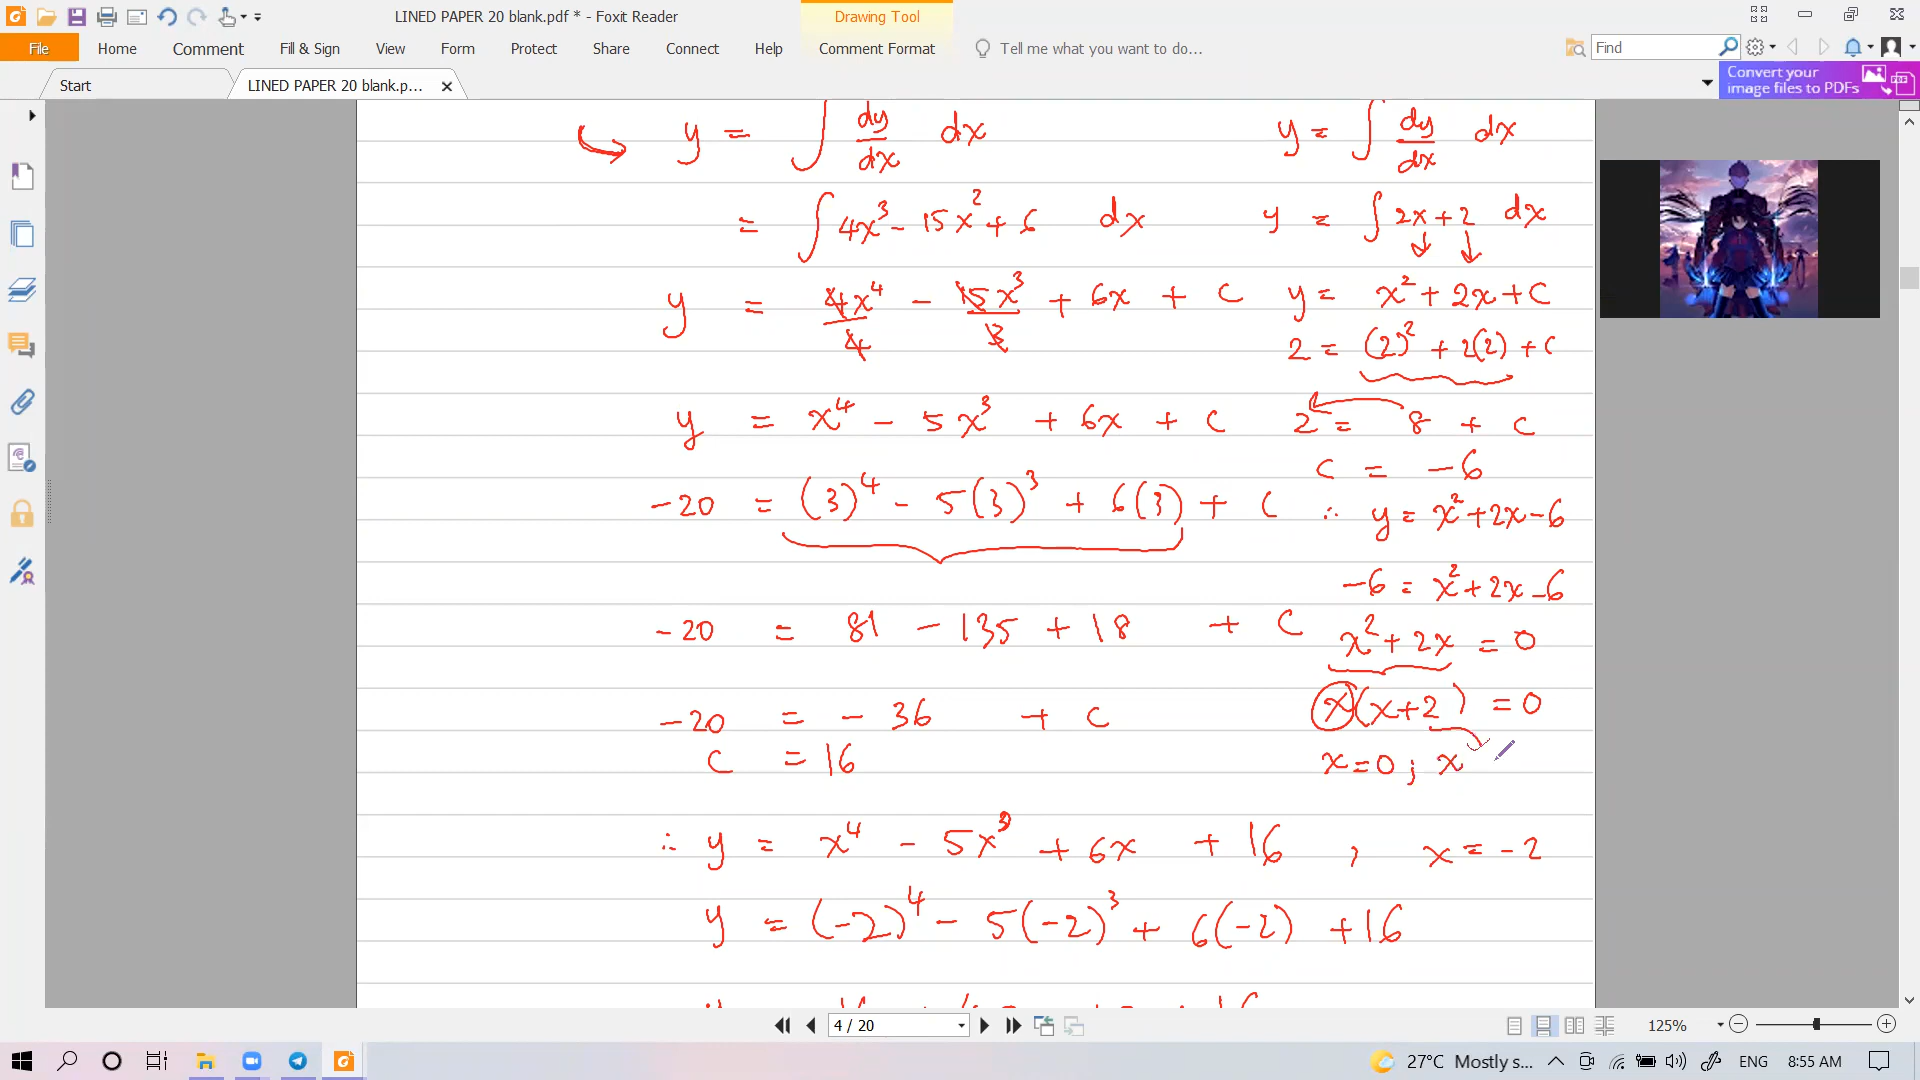 LINED PAPER 20 blank.pdf * - Foxit Reader
Drawing Tool
File Home Comment Fill & Sign View Form Protect Share Connect Help Comment Format Tell me what you want to do... Find
Start LINED PAPER 20 blank.p...
Convert your
image files to PDFs
y = ∫ dy/dx dx
= ∫ 4x³ - 15x² + 6 dx
y = 4x⁴/4 - 15x³/3 + 6x + C
y = x⁴ - 5x³ + 6x + C
-20 = (3)⁴ - 5(3)³ + 6(3) + C
-20 = 81 - 135 + 18 + C
-20 = - 36 + C
C = 16
∴ y = x⁴ - 5x³ + 6x + 16 , x = -2
y = (-2)⁴ - 5(-2)³ + 6(-2) + 16
y = ∫ dy/dx dx
y = ∫ 2x + 2 dx
y = x² + 2x + C
2 = (2)² + 2(2) + C
2 = 8 + C
C = -6
∴ y = x² + 2x - 6
-6 = x² + 2x - 6
x² + 2x = 0
x(x+2) = 0
x = 0 ; x
4 / 20
125%
27°C Mostly s... ENG 8:55 AM